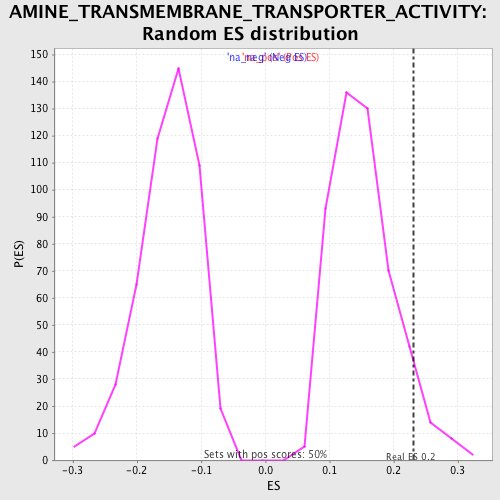 AMINE_TRANSMEMBRANE_TRANSPORTER_ACTIVITY:
Random ES distribution
150
140
130
120
110
100
90
80
70
60
50
40
30
20
10
0
P(ES)
Sets with pos scores: 50%
Real ES 0.2
-0.3 -0.2 -0.1 0.0 0.1 0.2 0.3
ES